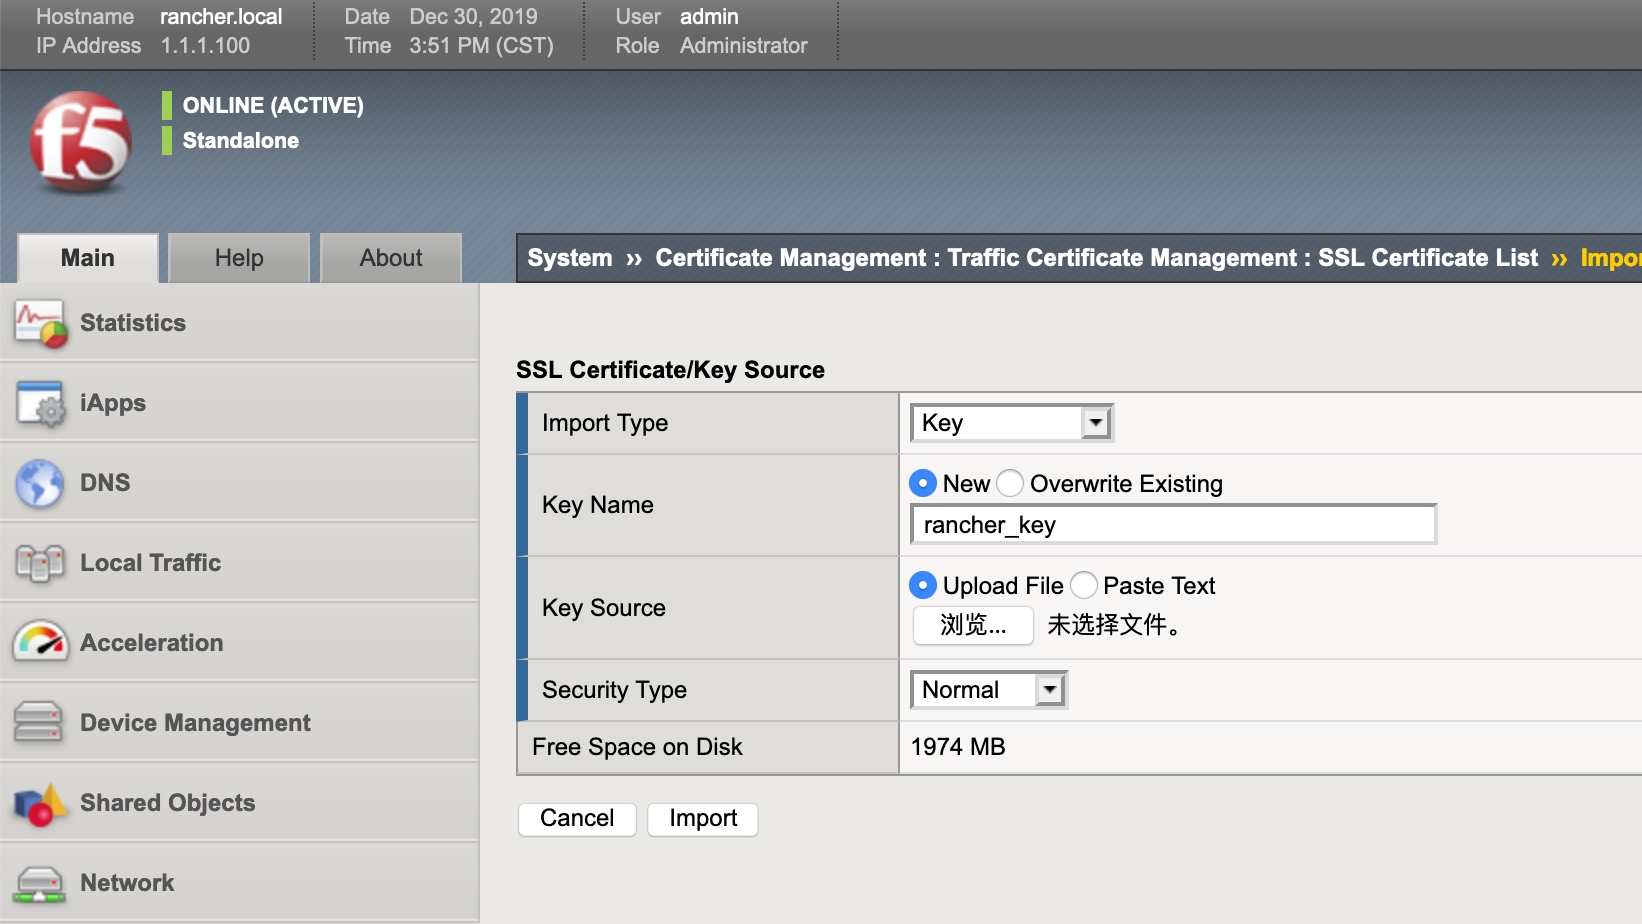 Hostname rancher.local Date Dec 30, 2019 User admin
IP Address 1.1.1.100 Time 3:51 PM (CST) Role Administrator
f5
ONLINE (ACTIVE)
Standalone
Main Help About
System ›› Certificate Management : Traffic Certificate Management : SSL Certificate List ››
Statistics
iApps
DNS
Local Traffic
Acceleration
Device Management
Shared Objects
Network
SSL Certificate/Key Source
Import Type Key
Key Name New Overwrite Existing
rancher_key
Key Source Upload File Paste Text
浏览... 未选择文件。
Security Type Normal
Free Space on Disk 1974 MB
Cancel Import